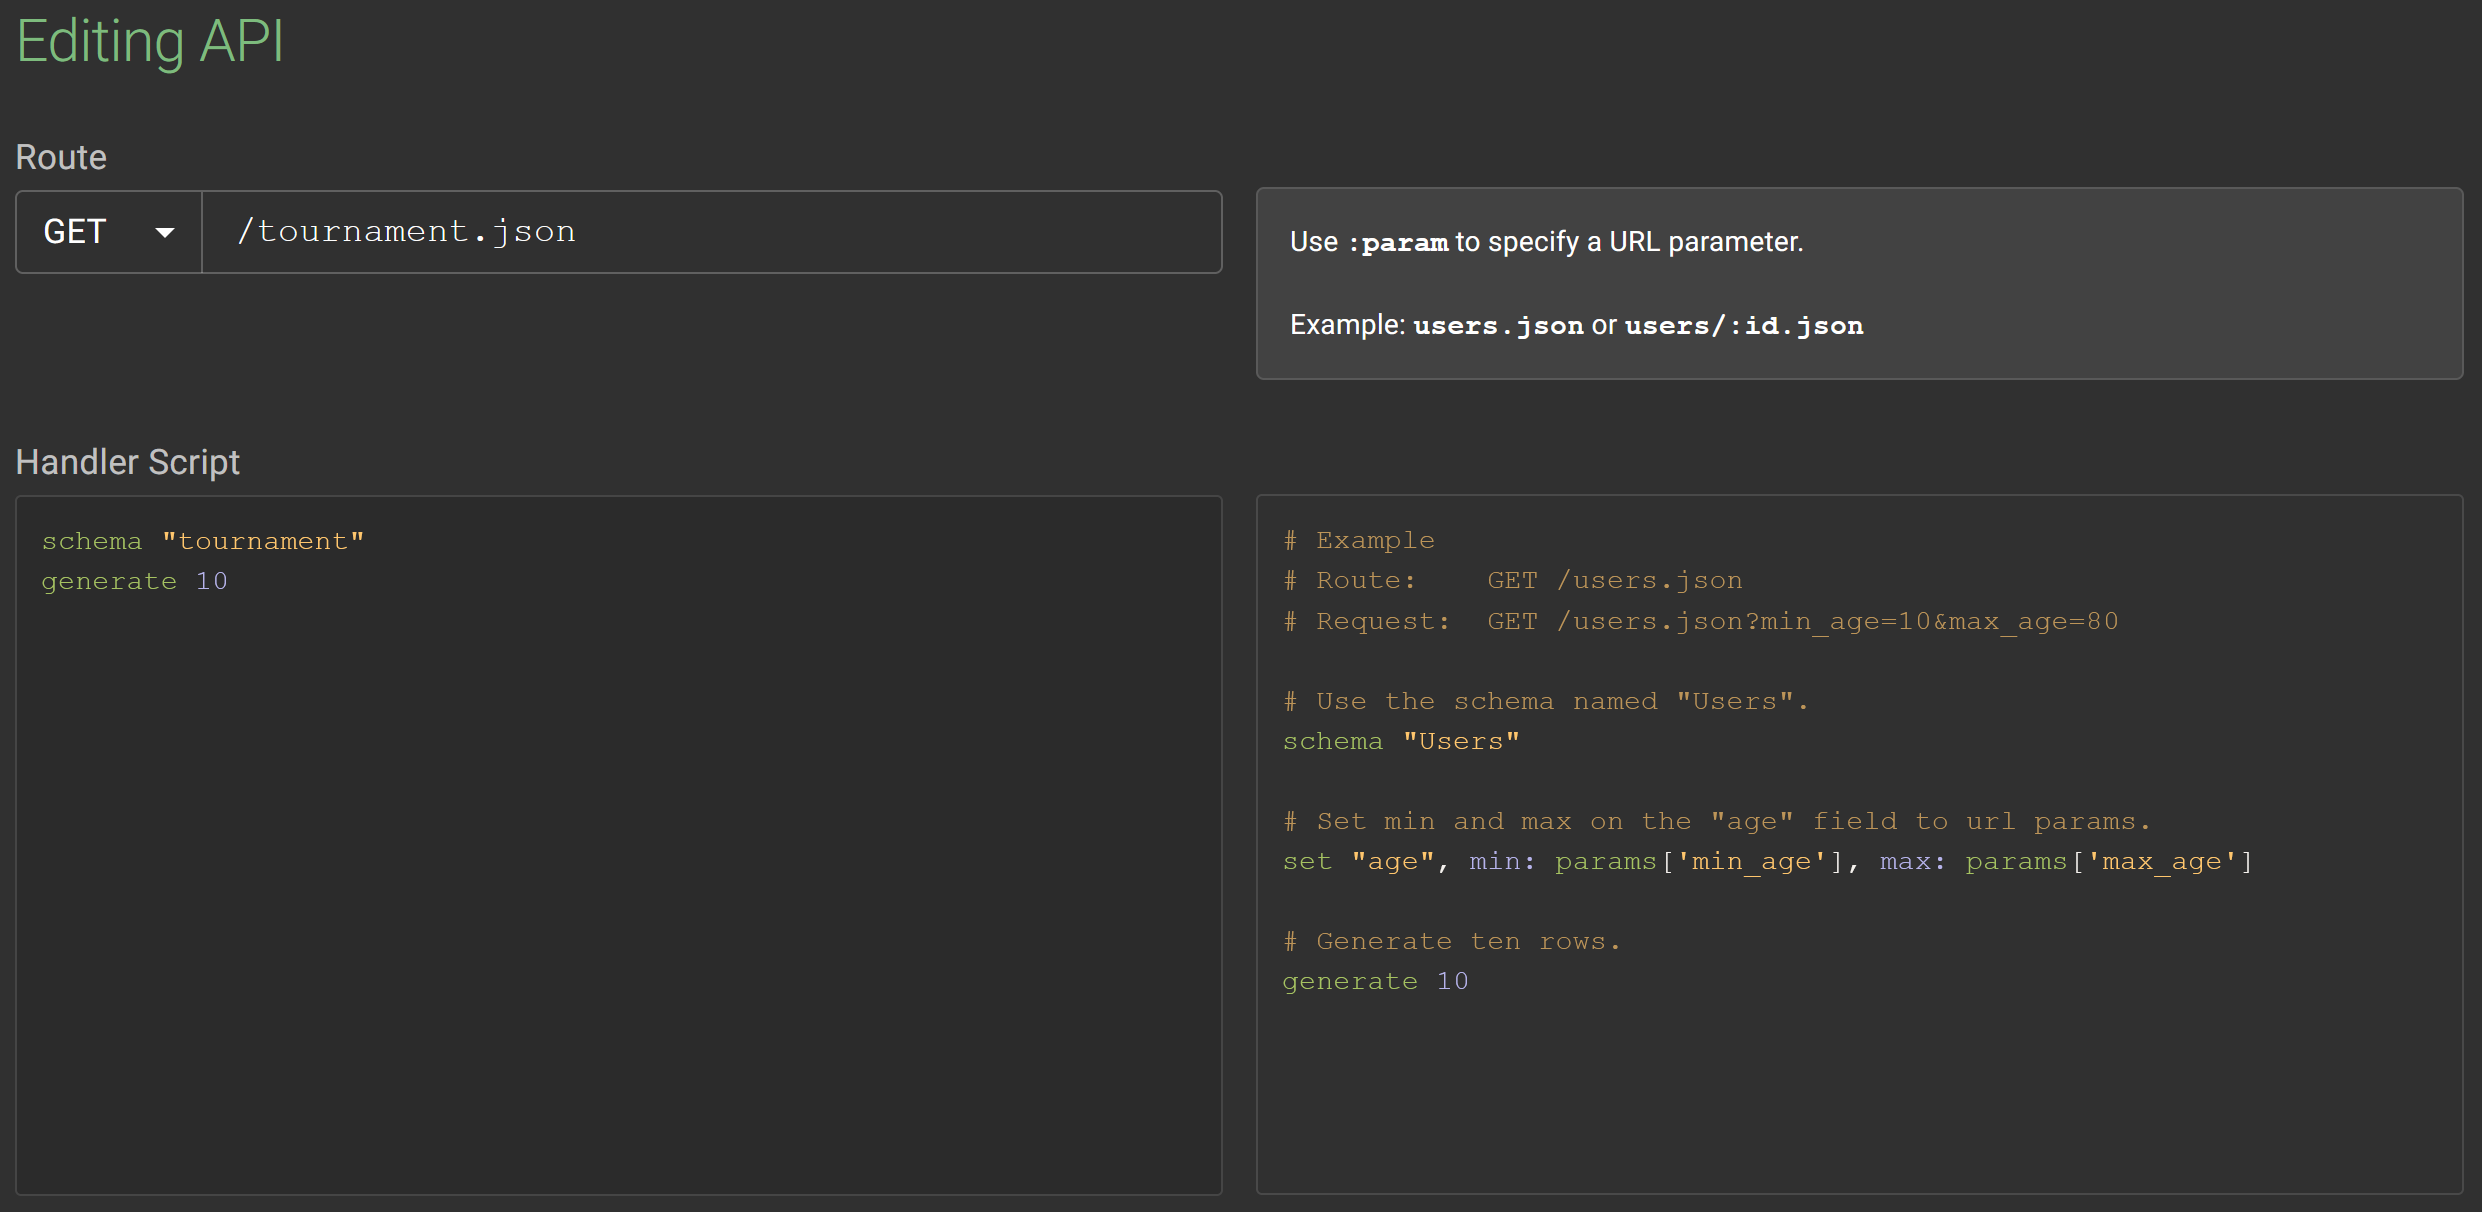 Editing API
Route
GET /tournament.json
Use :param to specify a URL parameter.
Example: users.json or users/:id.json
Handler Script
schema "tournament"
generate 10
# Example
# Route:    GET /users.json
# Request:  GET /users.json?min_age=10&max_age=80
# Use the schema named "Users".
schema "Users"
# Set min and max on the "age" field to url params.
set "age", min: params['min_age'], max: params['max_age']
# Generate ten rows.
generate 10